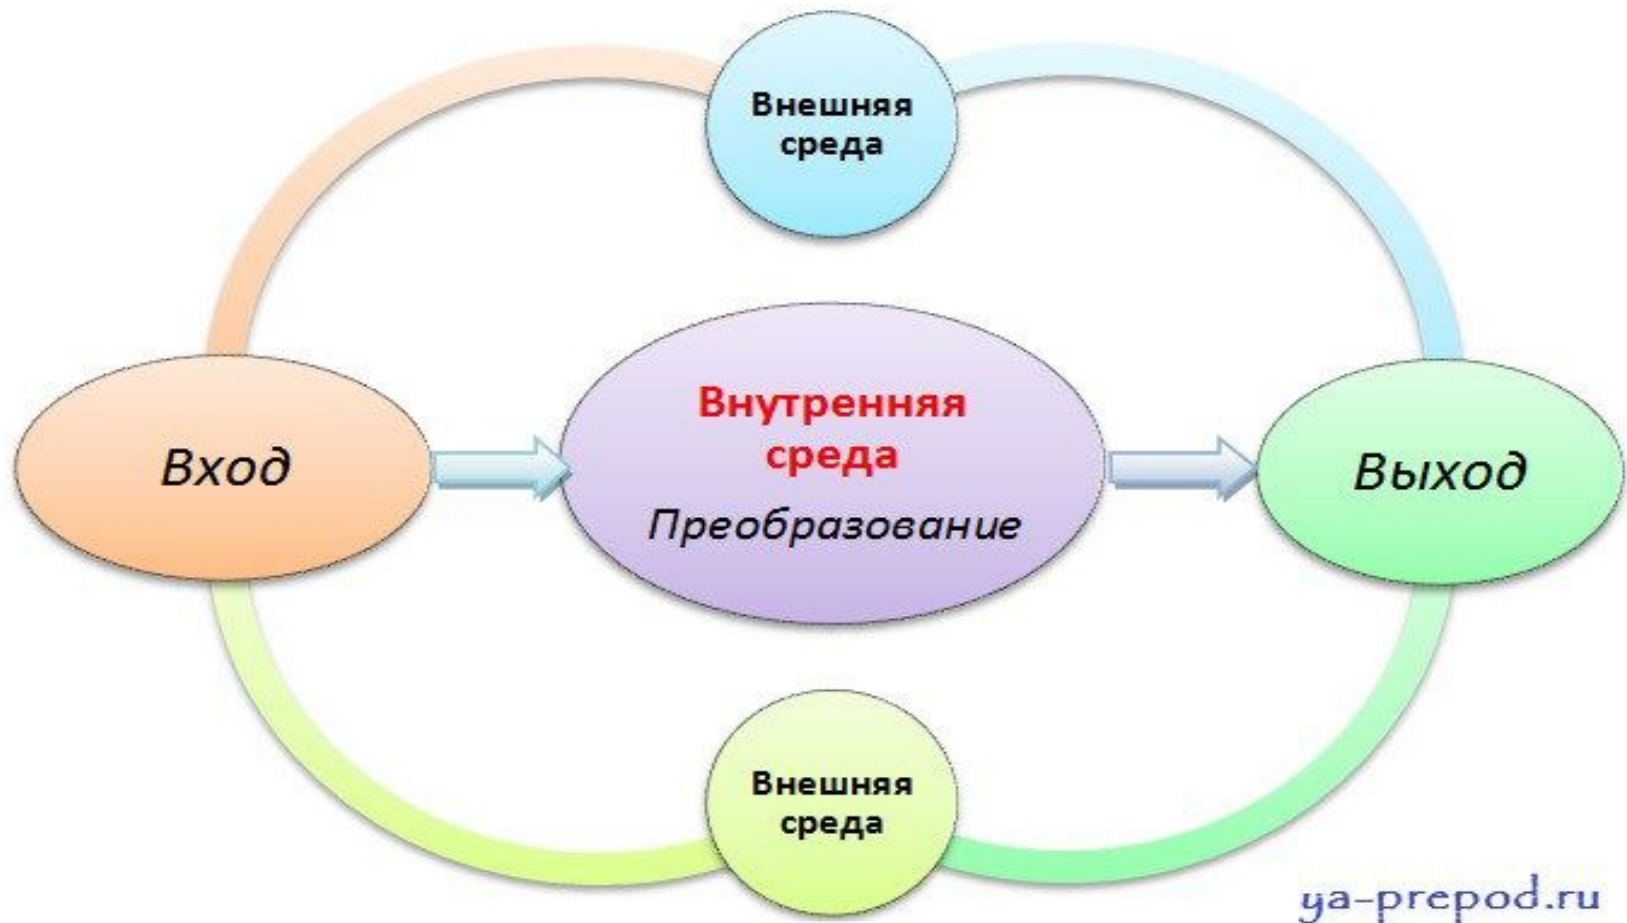 Внешняя
среда
Вход
Внутренняя
среда
Преобразование
Выход
Внешняя
среда
ya-prepod.ru